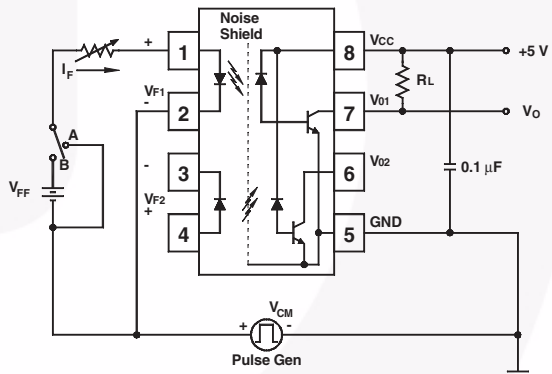 Noise
Shield
+
1
8
VCC
+5 V
IF
RL
VF1
-
2
7
V01
VO
A
-
3
6
V02
B
0.1 μF
VFF
VF2
+
4
5
GND
VCM
+
-
Pulse Gen